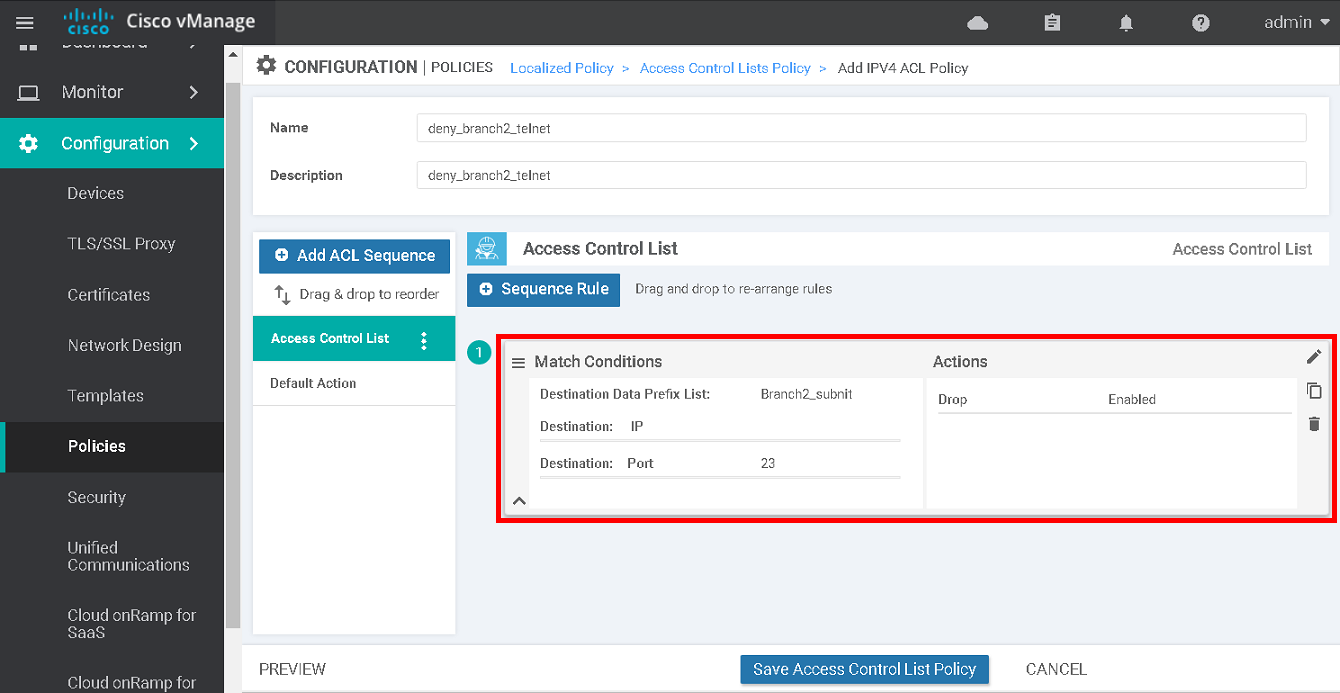 CISCO Cisco vManage
admin
Dashboard
Monitor
Configuration
Devices
TLS/SSL Proxy
Certificates
Network Design
Templates
Policies
Security
Unified
Communications
Cloud onRamp for
SaaS
Cloud onRamp for
CONFIGURATION | POLICIES Localized Policy > Access Control Lists Policy > Add IPV4 ACL Policy
Name deny_branch2_telnet
Description deny_branch2_telnet
Add ACL Sequence
Drag & drop to reorder
Access Control List
Default Action
Access Control List Access Control List
Sequence Rule Drag and drop to re-arrange rules
1
Match Conditions Actions
Destination Data Prefix List: Branch2_subnit
Drop Enabled
Destination: IP
Destination: Port 23
PREVIEW Save Access Control List Policy CANCEL